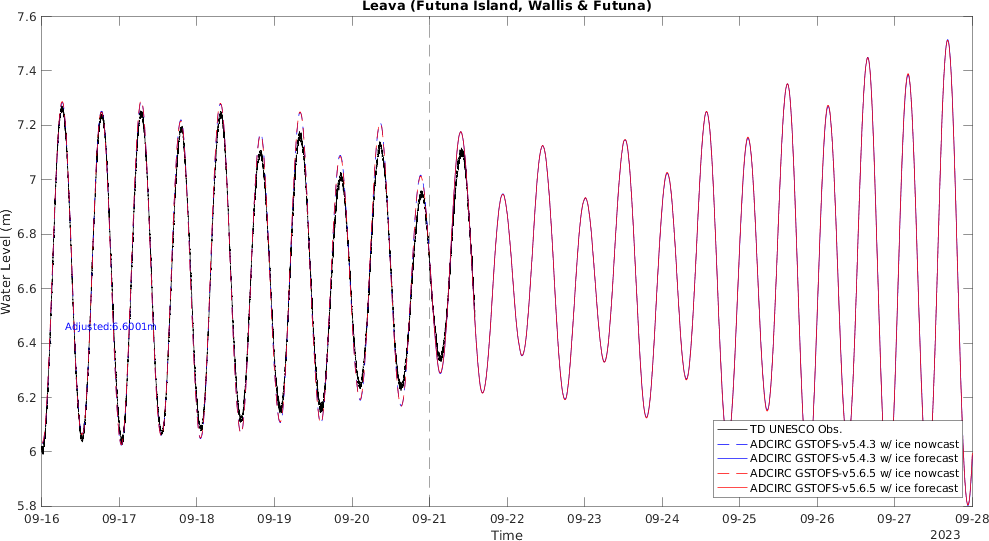 Leava (Futuna Island, Wallis & Futuna)
7.6
7.4
7.2
7
6.8
6.6
6.4
6.2
6
5.8
Water Level (m)
Adjusted:6.6001m
TD UNESCO Obs.
ADCIRC GSTOFS-v5.4.3 w/ ice nowcast
ADCIRC GSTOFS-v5.4.3 w/ ice forecast
ADCIRC GSTOFS-v5.6.5 w/ ice nowcast
ADCIRC GSTOFS-v5.6.5 w/ ice forecast
09-16 09-17 09-18 09-19 09-20 09-21 09-22 09-23 09-24 09-25 09-26 09-27 09-28
Time
2023